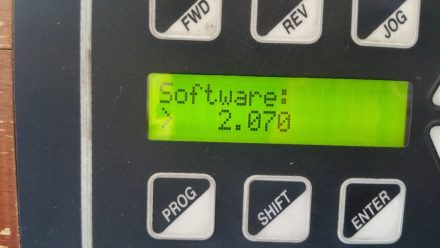 FWD REV JOG
Software:
> 2.070
PROG SHIFT ENTER